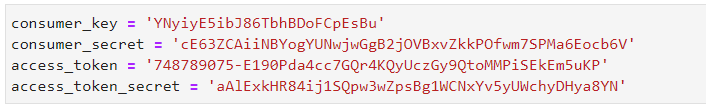 consumer_key = 'YNyiyE5ibJ86TbhBDoFCpEsBu'
consumer_secret = 'cE63ZCAiiNBYogYUNwjwGgB2jOVBxvZkkPOfwm7SPMa6Eocb6V'
access_token = '748789075-E190Pda4cc7GQr4KQyUczGy9QtoMMPiSEkEm5uKP'
access_token_secret = 'aAlExkHR84ij1SQpw3wZpsBg1WCNxYv5yUWchyDHya8YN'